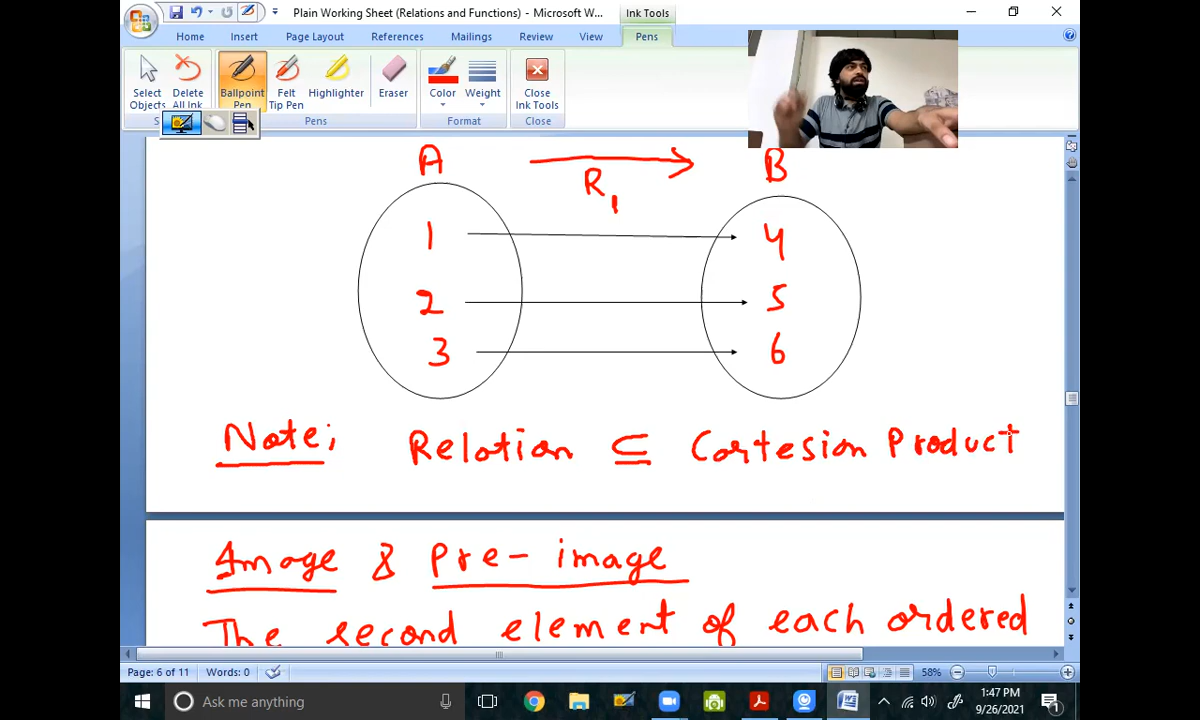 Plain Working Sheet (Relations and Functions) - Microsoft W...
Ink Tools
Home Insert Page Layout References Mailings Review View Pens
Select Objects
Delete All Ink
Ballpoint Pen
Felt Tip Pen
Highlighter
Eraser
Color
Weight
Close Ink Tools
S
Pens
Format
Close
A B
R1
1 4
2 5
3 6
Note; Relation ⊆ Cartesion Product
Image & Pre-image
The second element of each ordered
Page: 6 of 11 Words: 0 58%
Ask me anything
1:47 PM
9/26/2021
1